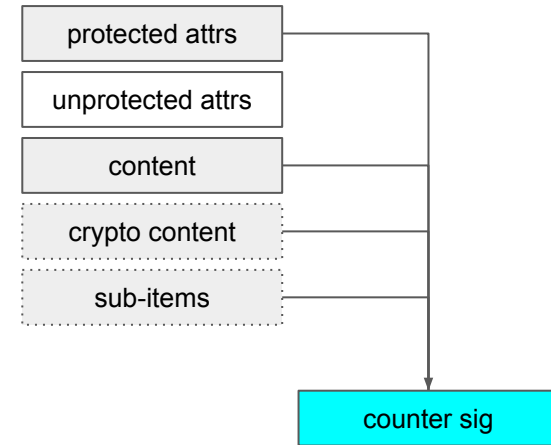 protected attrs
unprotected attrs
content
crypto content
sub-items
counter sig